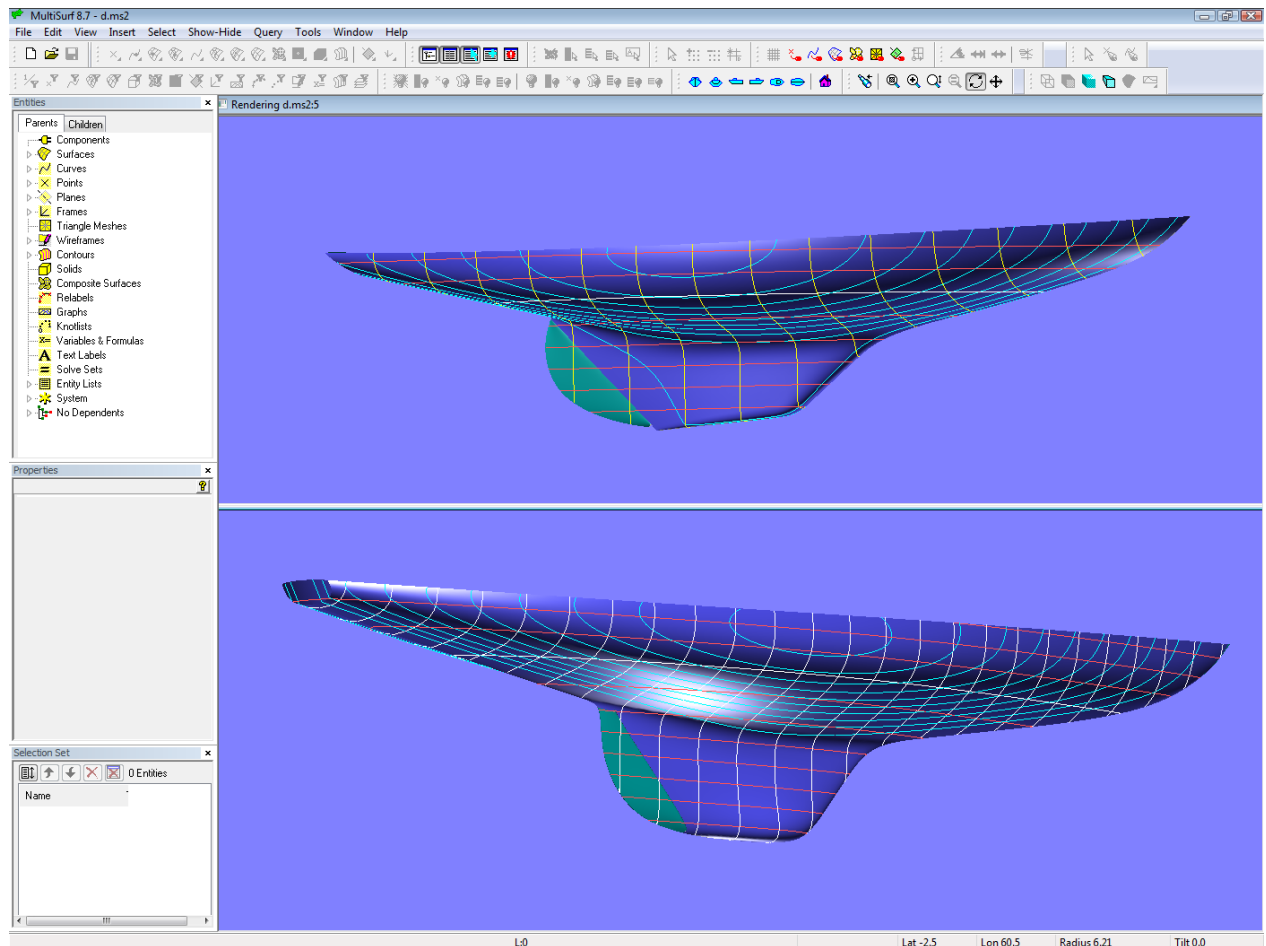 MultiSurf 8.7 - d.ms2
File Edit View Insert Select Show-Hide Query Tools Window Help
Entities
Rendering d.ms2:5
Parents Children
Components
Surfaces
Curves
Points
Planes
Frames
Triangle Meshes
Wireframes
Contours
Solids
Composite Surfaces
Relabels
Graphs
Knotlists
Variables & Formulas
Text Labels
Solve Sets
Entity Lists
System
No Dependents
Properties
Selection Set
0 Entities
Name
L:0 Lat -2.5 Lon 60.5 Radius 6.21 Tilt 0.0